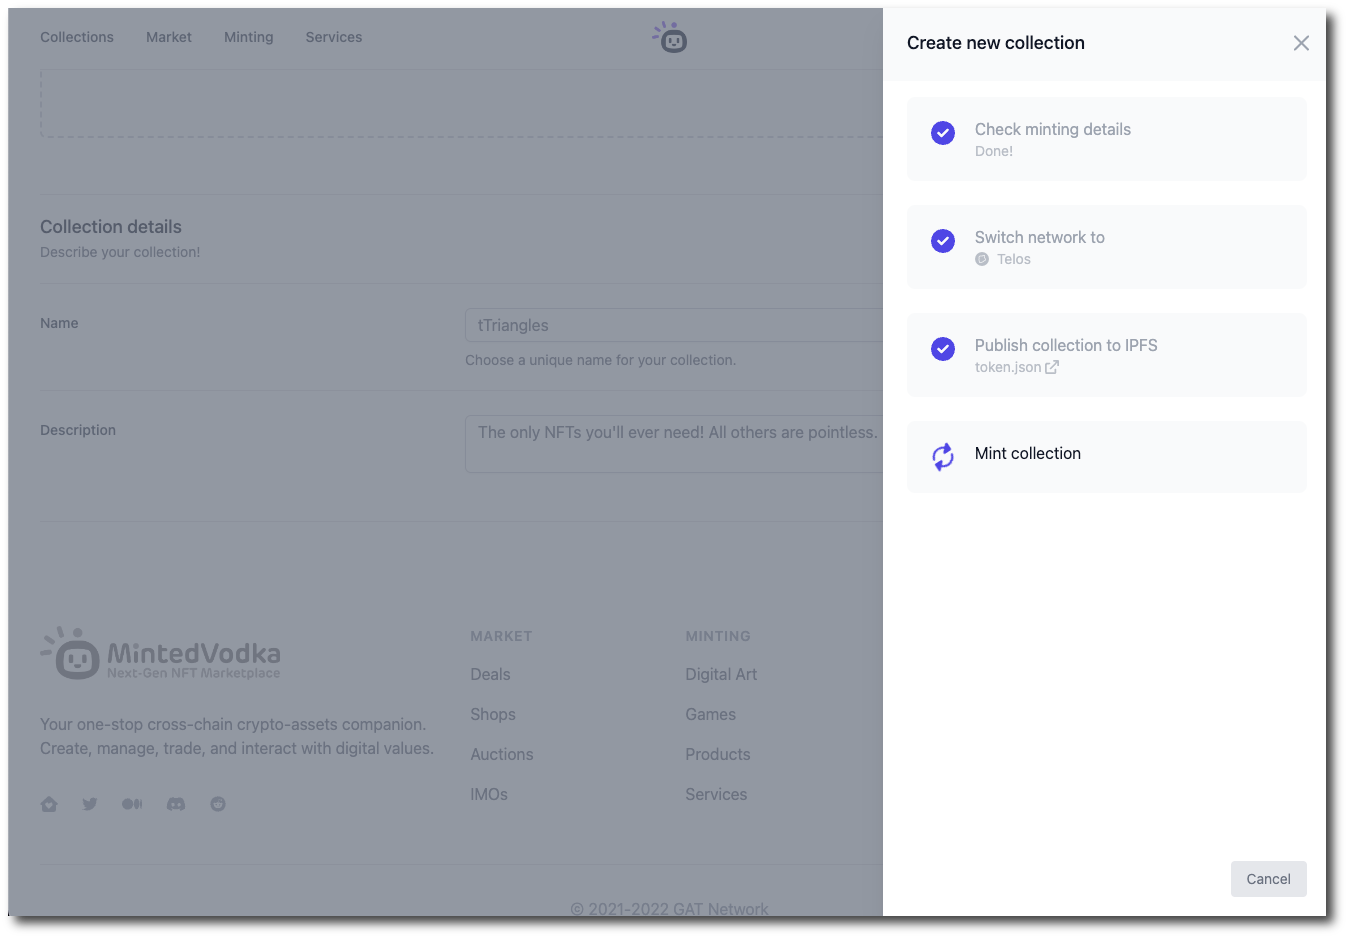 Collections Market Minting Services
Create new collection
Check minting details
Done!
Switch network to
Telos
Publish collection to IPFS
token.json
Mint collection
Cancel
Collection details
Describe your collection!
Name
tTriangles
Choose a unique name for your collection.
Description
The only NFTs you'll ever need! All others are pointless.
MintedVodka
Next-Gen NFT Marketplace
Your one-stop cross-chain crypto-assets companion.
Create, manage, trade, and interact with digital values.
MARKET
Deals
Shops
Auctions
IMOs
MINTING
Digital Art
Games
Products
Services
© 2021-2022 GAT Network